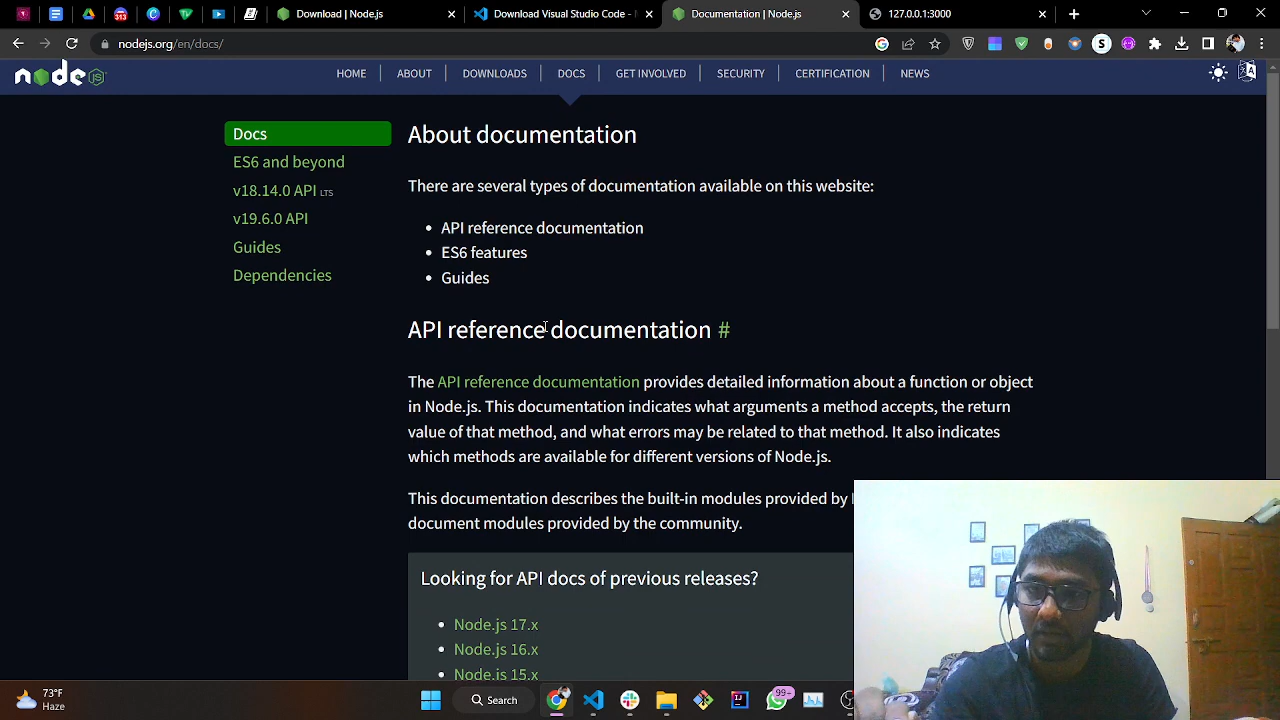 Download | Node.js
Download Visual Studio Code -
Documentation | Node.js
127.0.0.1:3000
nodejs.org/en/docs/
node JS
HOME | ABOUT | DOWNLOADS | DOCS | GET INVOLVED | SECURITY | CERTIFICATION | NEWS
Docs
ES6 and beyond
v18.14.0 API LTS
v19.6.0 API
Guides
Dependencies
About documentation
There are several types of documentation available on this website:
• API reference documentation
• ES6 features
• Guides
API reference documentation #
The API reference documentation provides detailed information about a function or object
in Node.js. This documentation indicates what arguments a method accepts, the return
value of that method, and what errors may be related to that method. It also indicates
which methods are available for different versions of Node.js.
This documentation describes the built-in modules provided by
document modules provided by the community.
Looking for API docs of previous releases?
• Node.js 17.x
• Node.js 16.x
• Node.js 15.x
73°F
Haze
Search
99+